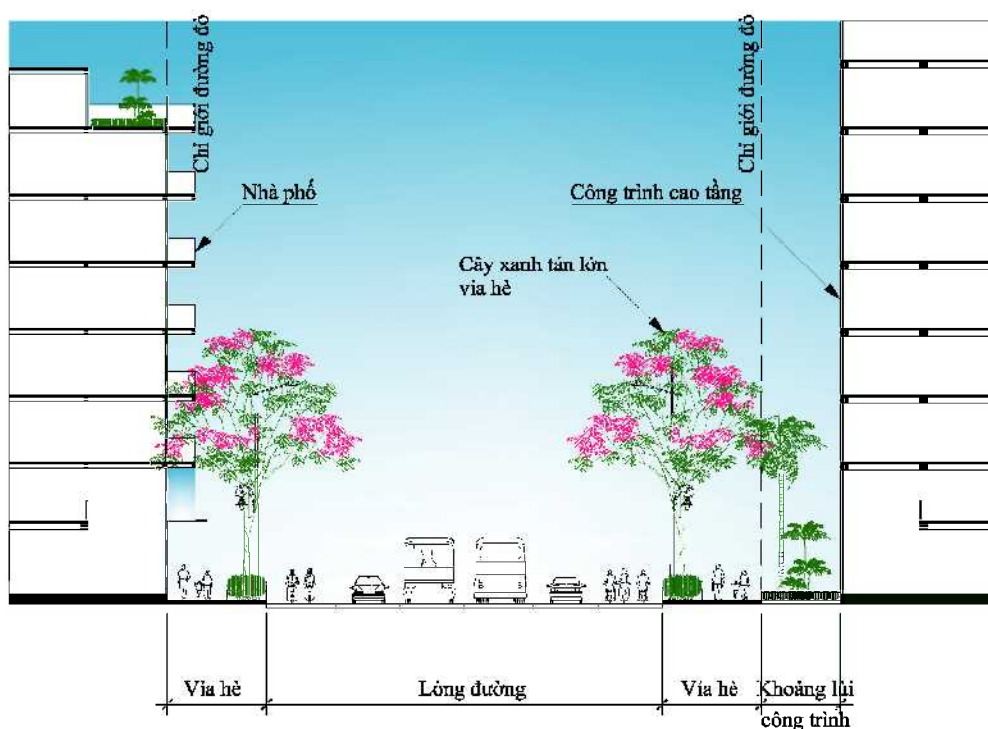 Chỉ giới đường đỏ
Chỉ giới đường đỏ
Nhà phố
Công trình cao tầng
Cây xanh tán lớn
vỉa hè
Vỉa hè
Lòng đường
Vỉa hè
Khoảng lùi
công trình